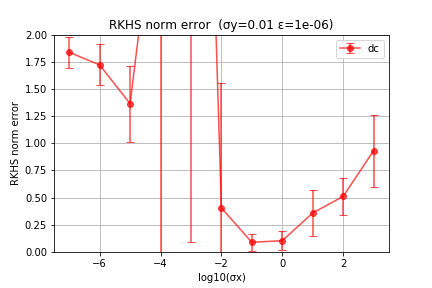 RKHS norm error  (σy=0.01 ε=1e-06)
dc
RKHS norm error
2.00
1.75
1.50
1.25
1.00
0.75
0.50
0.25
0.00
−6 −4 −2 0 2
log10(σx)